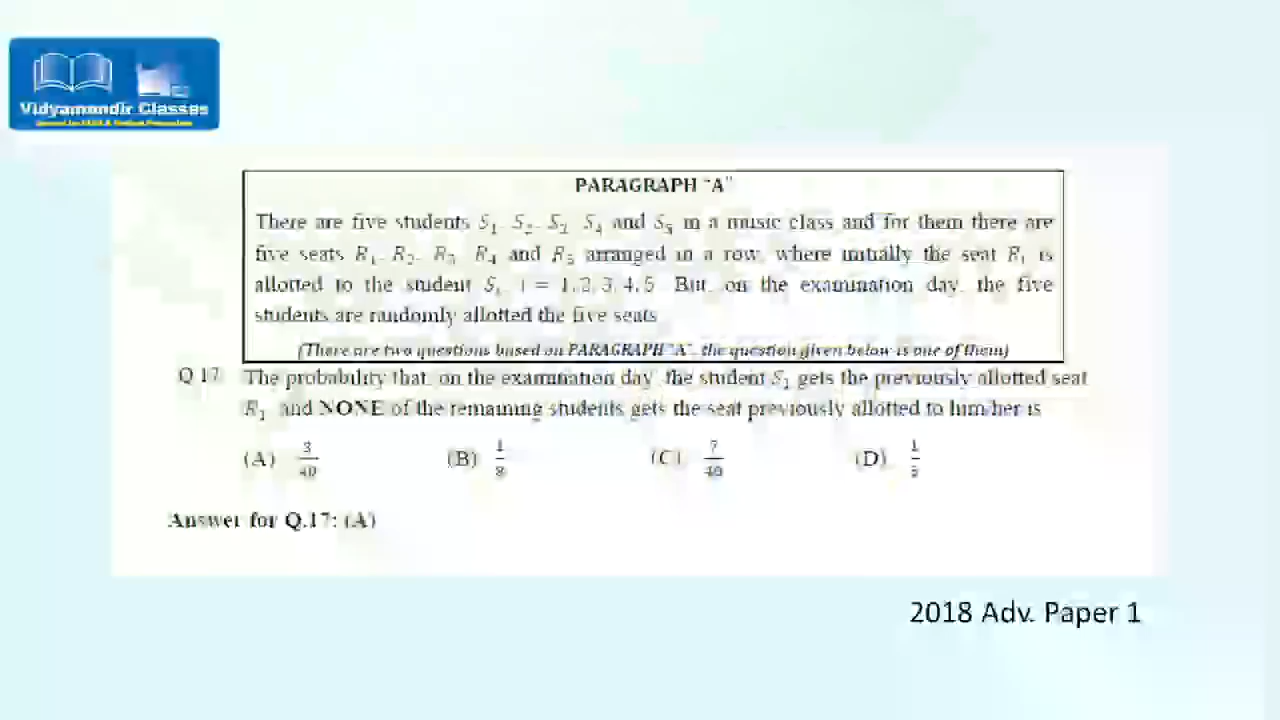 Vidyamandir Classes
PARAGRAPH "A"
There are five students S₁, S₂, S₃, S₄ and S₅ in a music class and for them there are
five seats R₁, R₂, R₃, R₄ and R₅ arranged in a row, where initially the seat Rᵢ is
allotted to the student Sᵢ, i = 1, 2, 3, 4, 5. But, on the examination day, the five
students are randomly allotted the five seats.
(There are two questions based on PARAGRAPH "A", the question given below is one of them)
Q.17 The probability that, on the examination day, the student S₁ gets the previously allotted seat
R₁, and NONE of the remaining students gets the seat previously allotted to him/her is
(A) 3/40 (B) 1/8 (C) 7/40 (D) 1/5
Answer for Q.17: (A)
2018 Adv. Paper 1